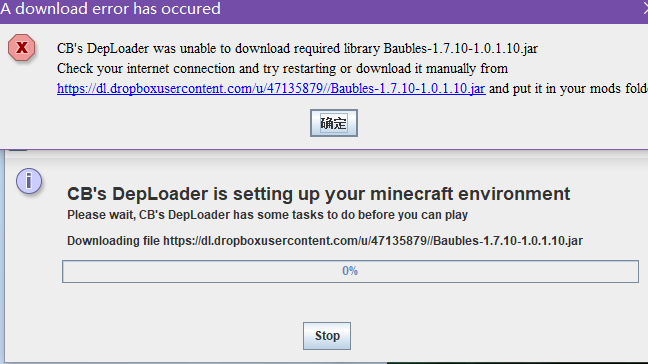 A download error has occured
CB's DepLoader was unable to download required library Baubles-1.7.10-1.0.1.10.jar
Check your internet connection and try restarting or download it manually from
https://dl.dropboxusercontent.com/u/47135879//Baubles-1.7.10-1.0.1.10.jar and put it in your mods
确定
CB's DepLoader is setting up your minecraft environment
Please wait, CB's DepLoader has some tasks to do before you can play
Downloading file https://dl.dropboxusercontent.com/u/47135879//Baubles-1.7.10-1.0.1.10.jar
0%
Stop